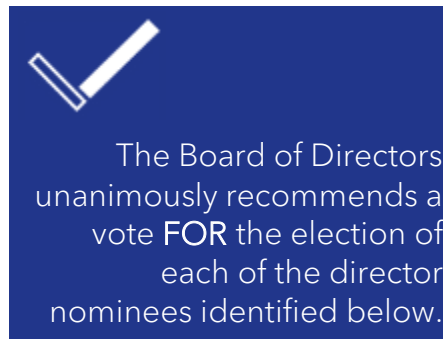 The Board of Directors
unanimously recommends a
vote FOR the election of
each of the director
nominees identified below.